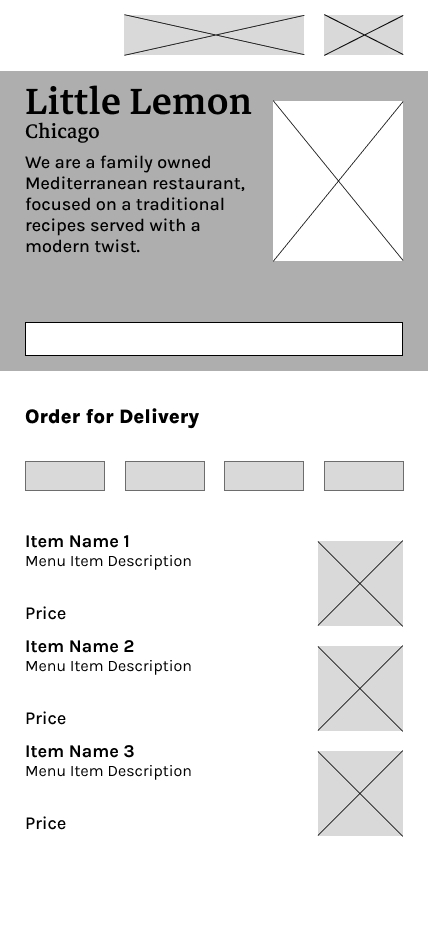 Little Lemon
Chicago
We are a family owned
Mediterranean restaurant,
focused on a traditional
recipes served with a
modern twist.
Order for Delivery
Item Name 1
Menu Item Description
Price
Item Name 2
Menu Item Description
Price
Item Name 3
Menu Item Description
Price